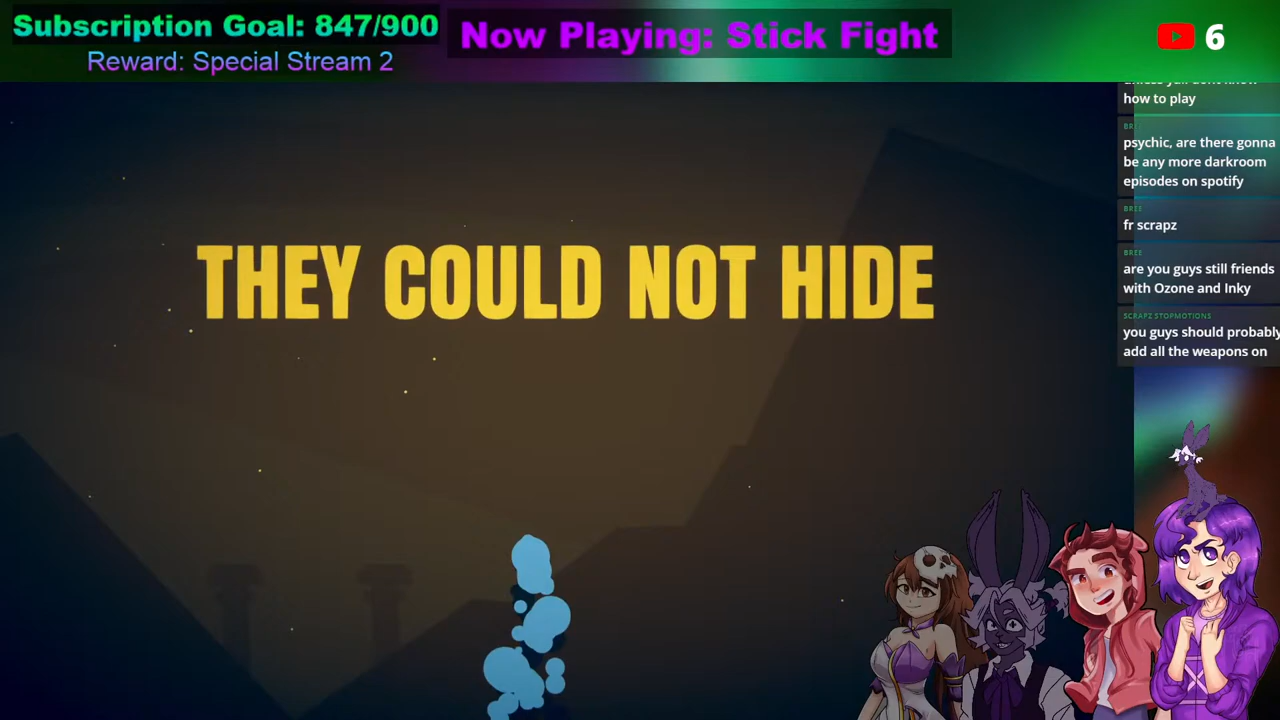 Subscription Goal: 847/900
Reward: Special Stream 2
Now Playing: Stick Fight
6
how to play
psychic, are there gonna
be any more darkroom
episodes on spotify
BREE
fr scrapz
BREE
are you guys still friends
with Ozone and Inky
SCRAPZ STOPMOTIONS
you guys should probably
add all the weapons on
THEY COULD NOT HIDE